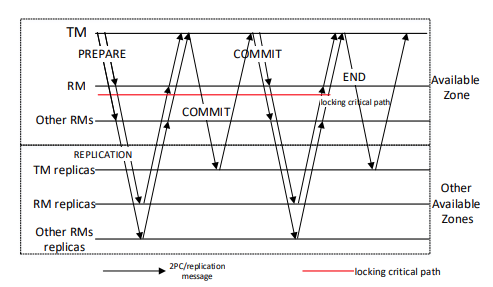 TM
PREPARE
COMMIT
RM
END
Available
Zone
locking critical path
COMMIT
Other RMs
REPLICATION
TM replicas
Other
Available
Zones
RM replicas
Other RMs
replicas
2PC/replication
message
locking critical path